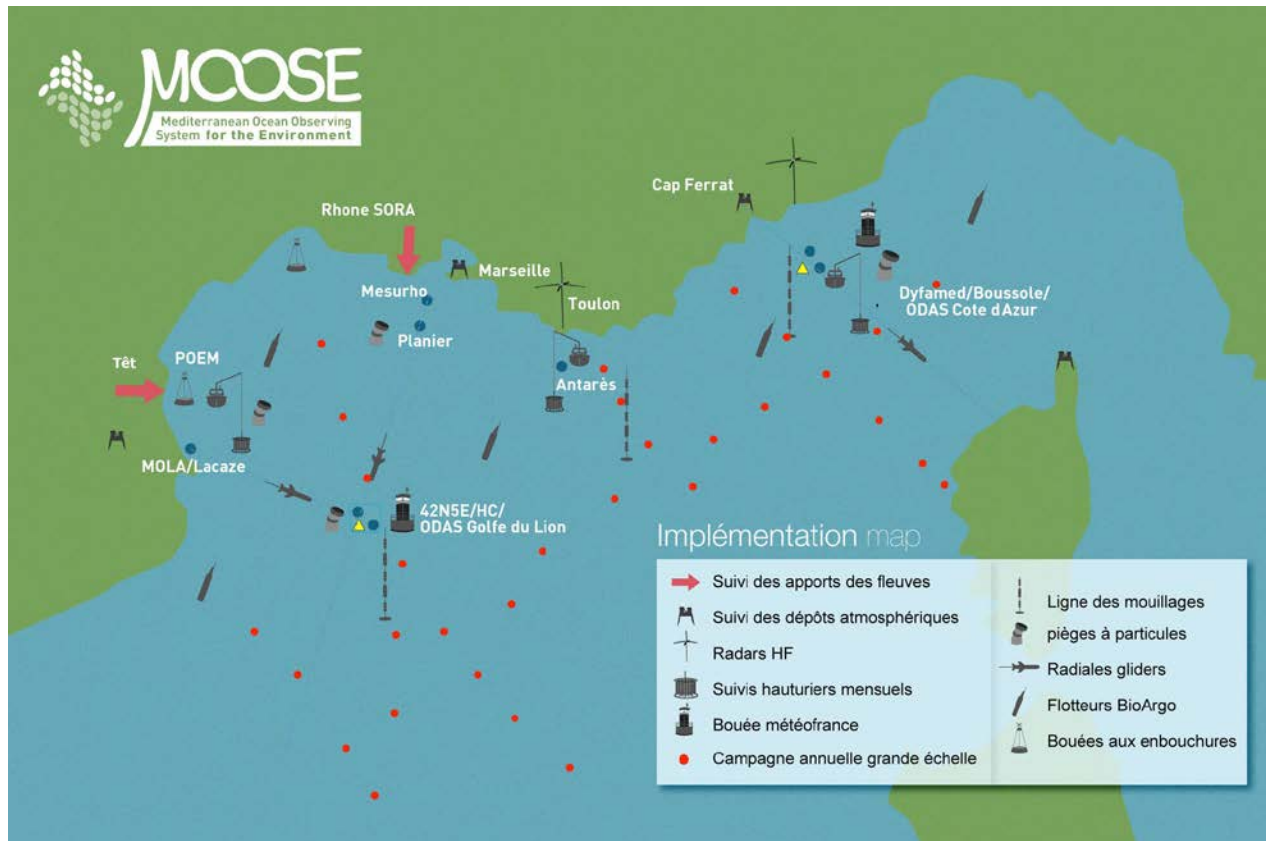 MOOSE
Mediterranean Ocean Observing
System for the Environment
Cap Ferrat
Rhone SORA
Marseille
Toulon
Mesurho
Planier
Dyfamed/Boussole/
ODAS Cote d'Azur
Têt
POEM
Antarès
MOLA/Lacaze
42N5E/HC/
ODAS Golfe du Lion
Implémentation map
Suivi des apports des fleuves
Suivi des dépôts atmosphériques
Radars HF
Suivis hauturiers mensuels
Bouée météofrance
Campagne annuelle grande échelle
Ligne des mouillages
pièges à particules
Radiales gliders
Flotteurs BioArgo
Bouées aux enbouchures